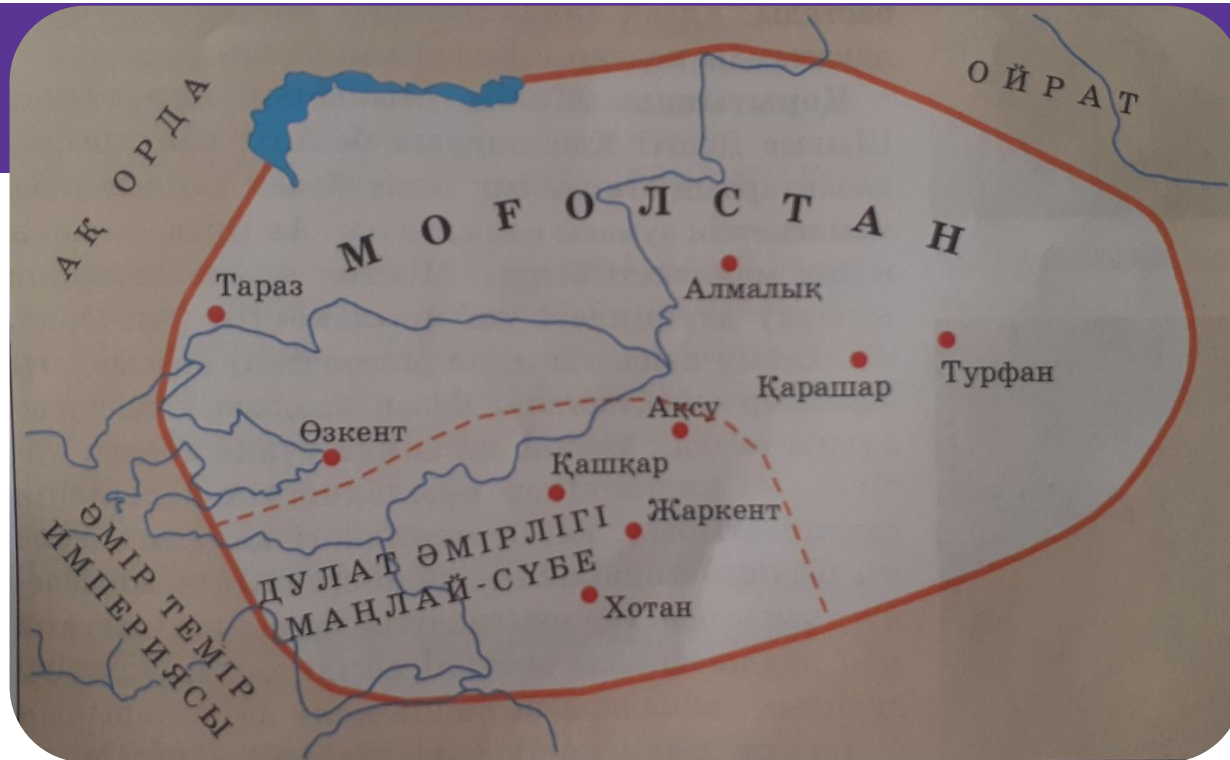 ОЙРАТ
АҚ ОРДА
МОҒОЛСТАН
Тараз
Алмалық
Қарашар
Турфан
Ақсу
Өзкент
Қашқар
Жаркент
ДУЛАТ ӘМІРЛІГІ
МАҢЛАЙ-СҮБЕ
Хотан
ӘМІР ТЕМІР
ИМПЕРИЯСЫ